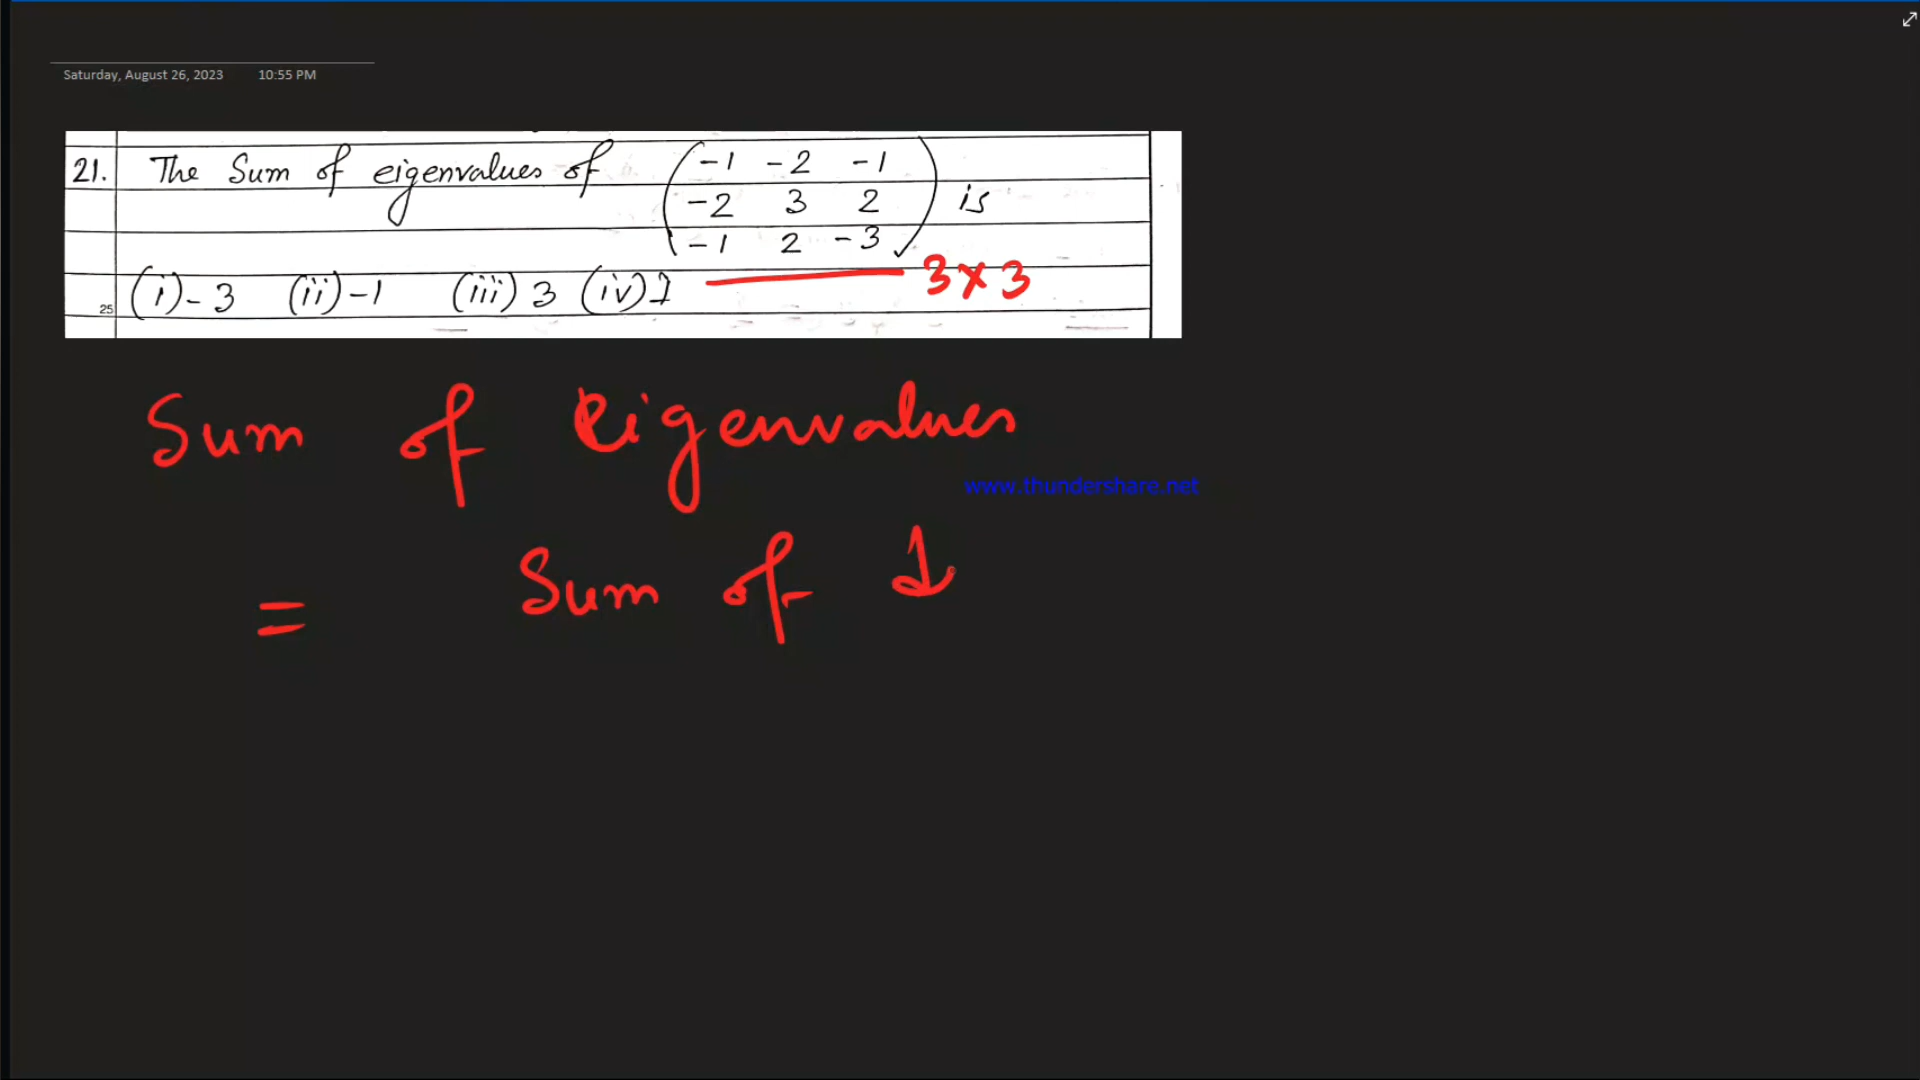 Saturday, August 26, 2023 10:55 PM
21. The Sum of eigenvalues of
-1 -2 -1
-2 3 2 is
-1 2 -3
3×3
25 (i) -3 (ii) -1 (iii) 3 (iv) 1
Sum of Eigenvalues
www.thundershare.net
= Sum of